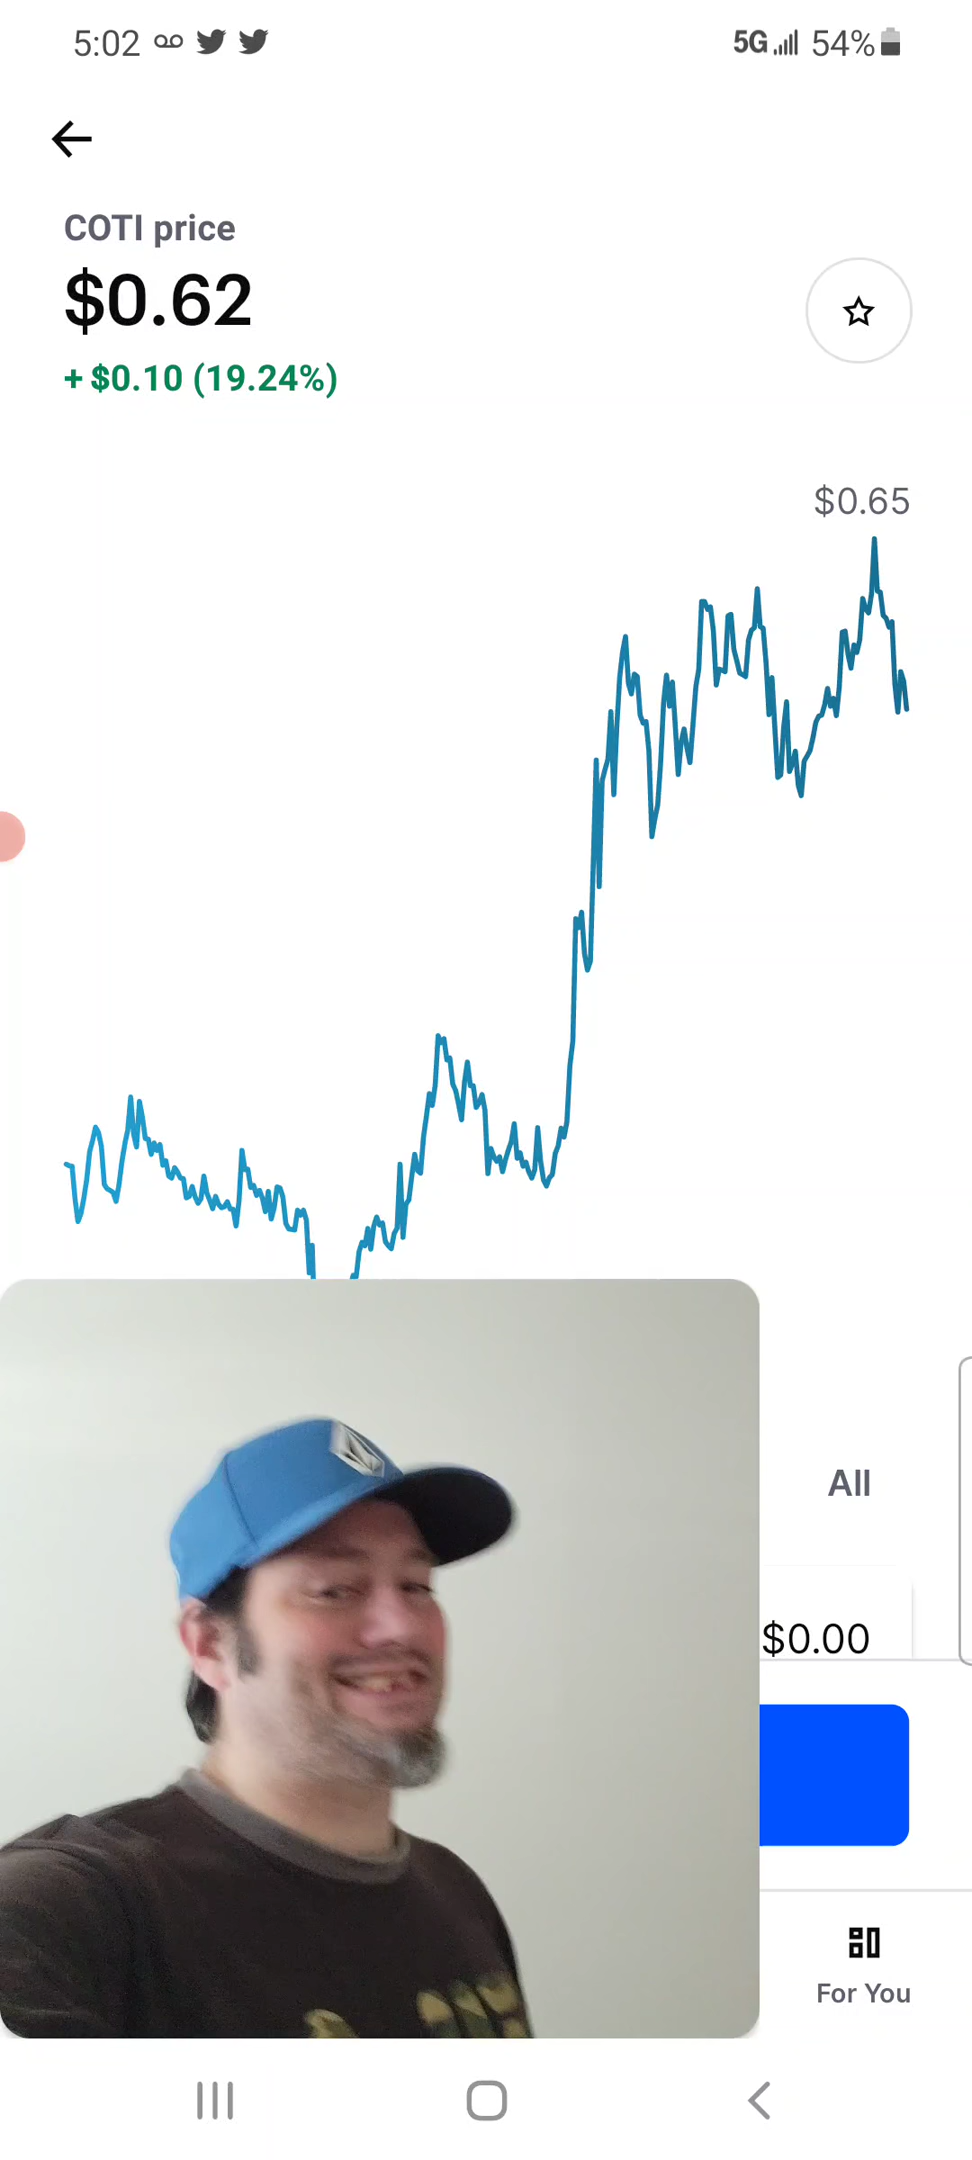 5:02
5G 54%
COTI price
$0.62
+ $0.10 (19.24%)
$0.65
All
$0.00
For You